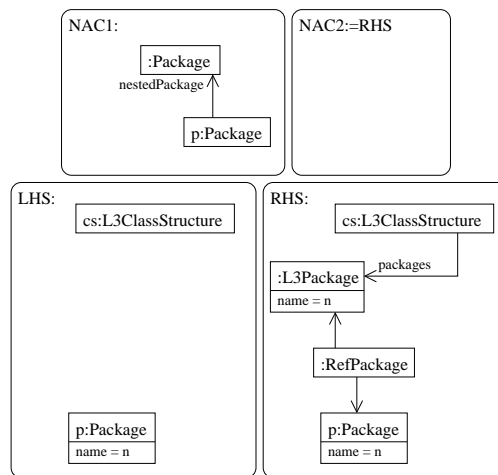 NAC1:
:Package
nestedPackage
p:Package
NAC2:=RHS
LHS:
cs:L3ClassStructure
p:Package
name = n
RHS:
cs:L3ClassStructure
packages
:L3Package
name = n
:RefPackage
p:Package
name = n